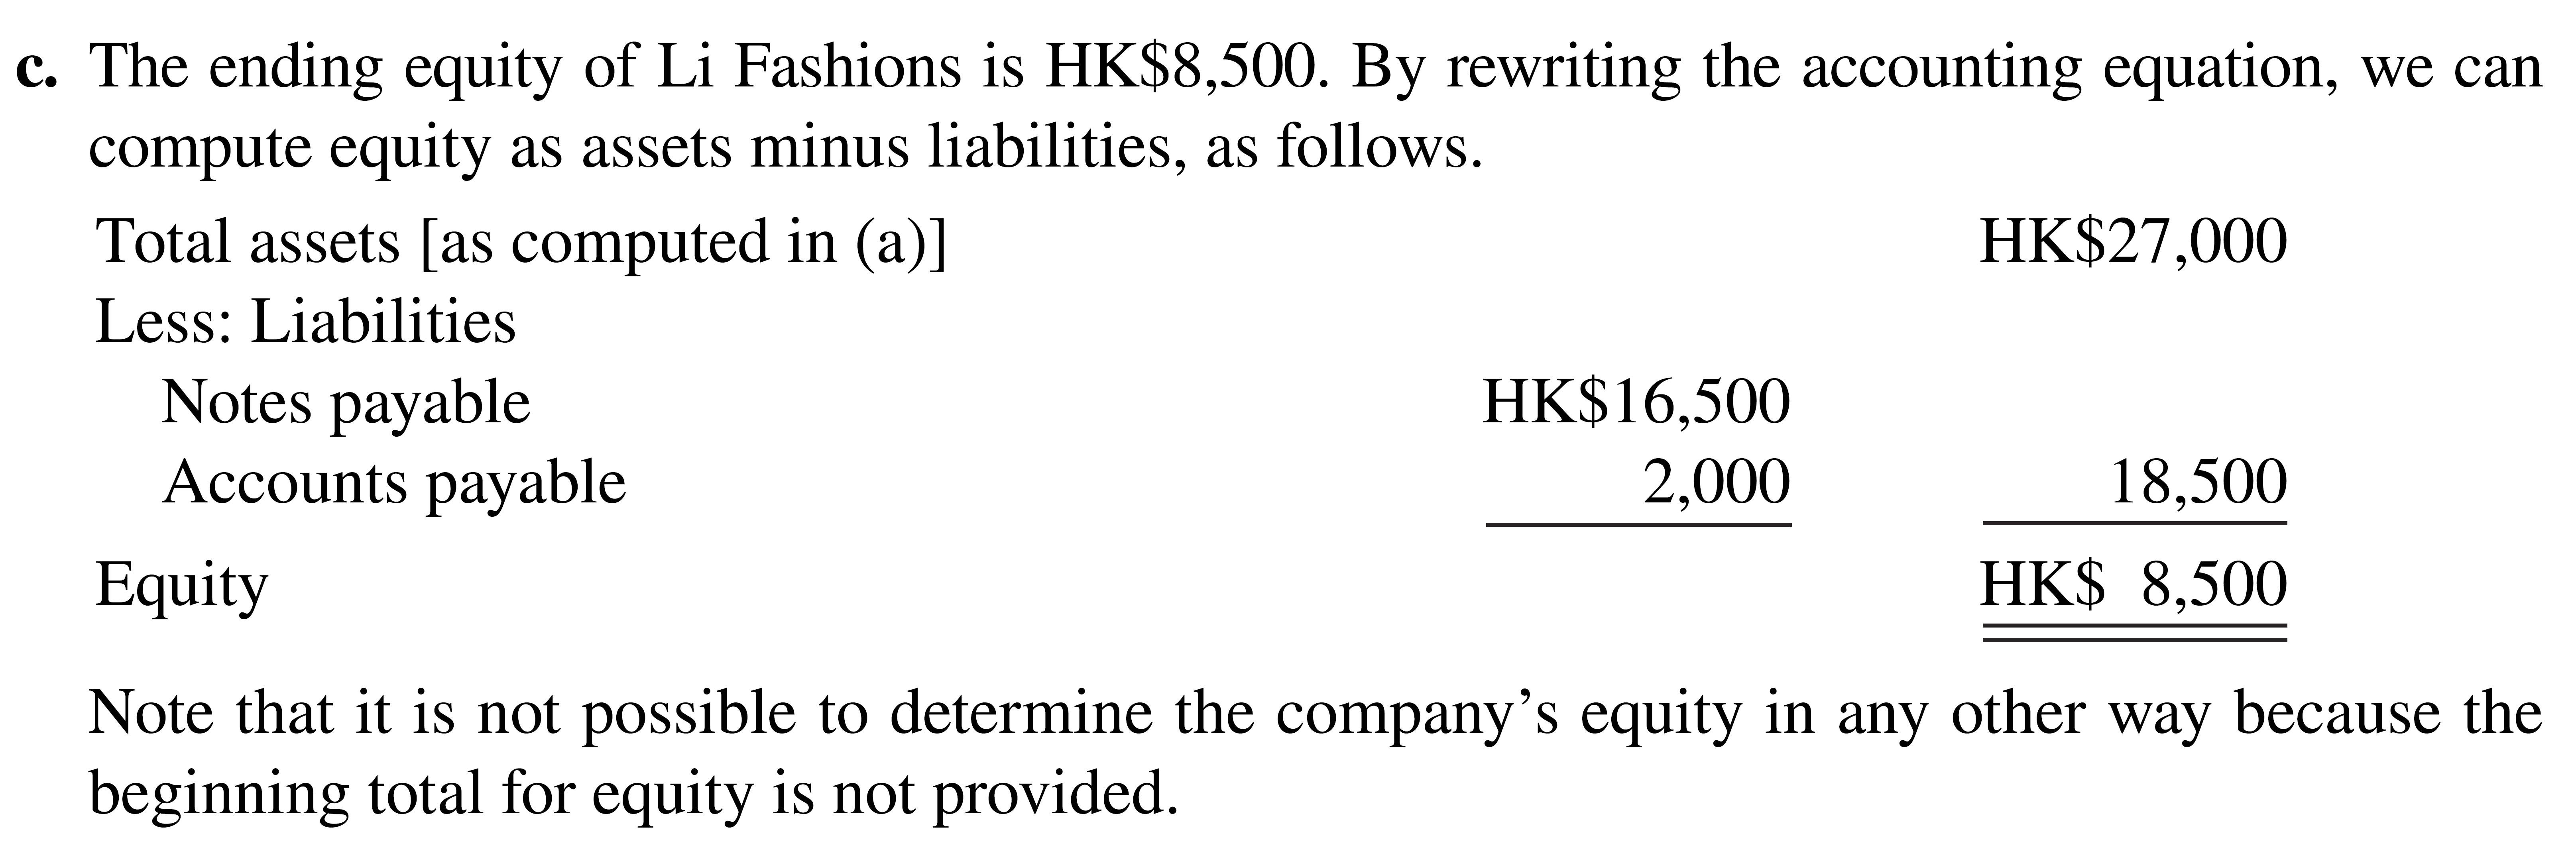 c. The ending equity of Li Fashions is HK$8,500. By rewriting the accounting equation, we can
compute equity as assets minus liabilities, as follows.
Total assets [as computed in (a)] HK$27,000
Less: Liabilities
Notes payable HK$16,500
Accounts payable 2,000 18,500
Equity HK$ 8,500
Note that it is not possible to determine the company’s equity in any other way because the
beginning total for equity is not provided.